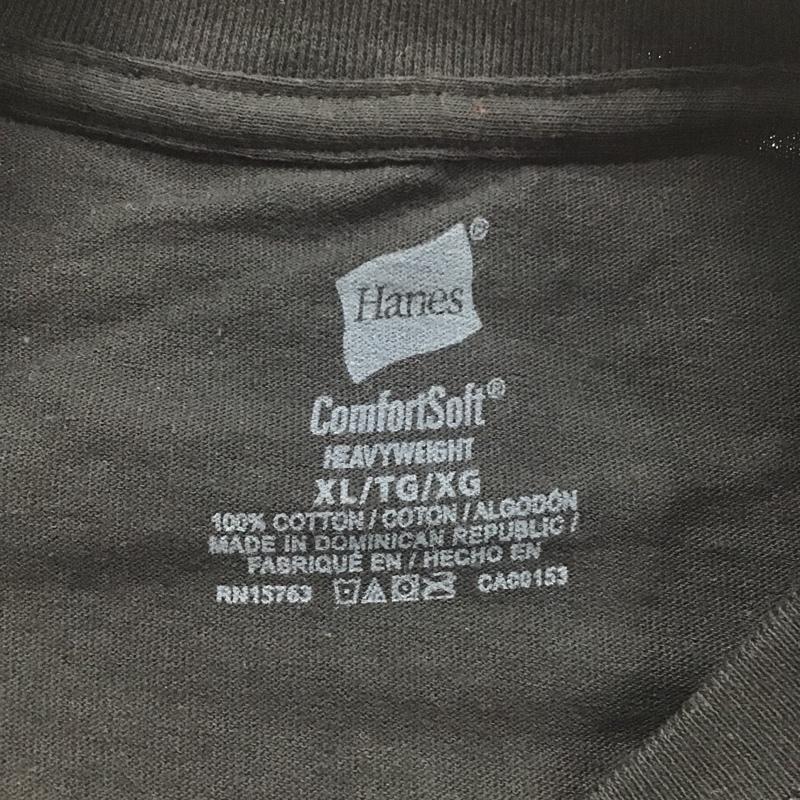 Hanes®
ComfortSoft®
HEAVYWEIGHT
XL/TG/XG
100% COTTON / COTON / ALGODÓN
MADE IN DOMINICAN REPUBLIC /
FABRIQUÉ EN / HECHO EN
RN15763 CA00153